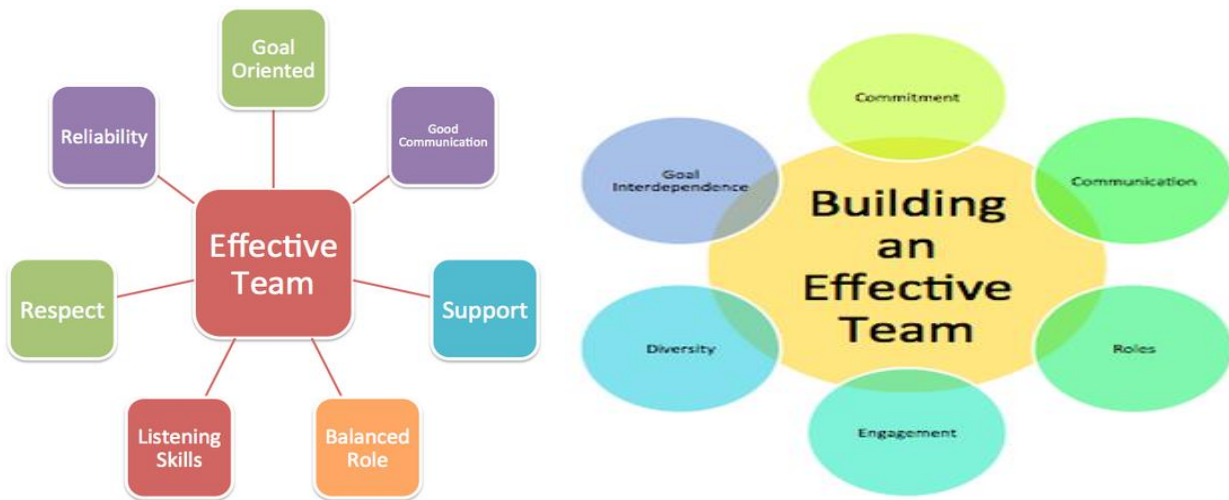 Goal
Oriented
Good
Communication
Support
Balanced
Role
Listening
Skills
Respect
Reliability
Effective
Team
Commitment
Communication
Roles
Engagement
Diversity
Goal
Interdependence
Building
an
Effective
Team